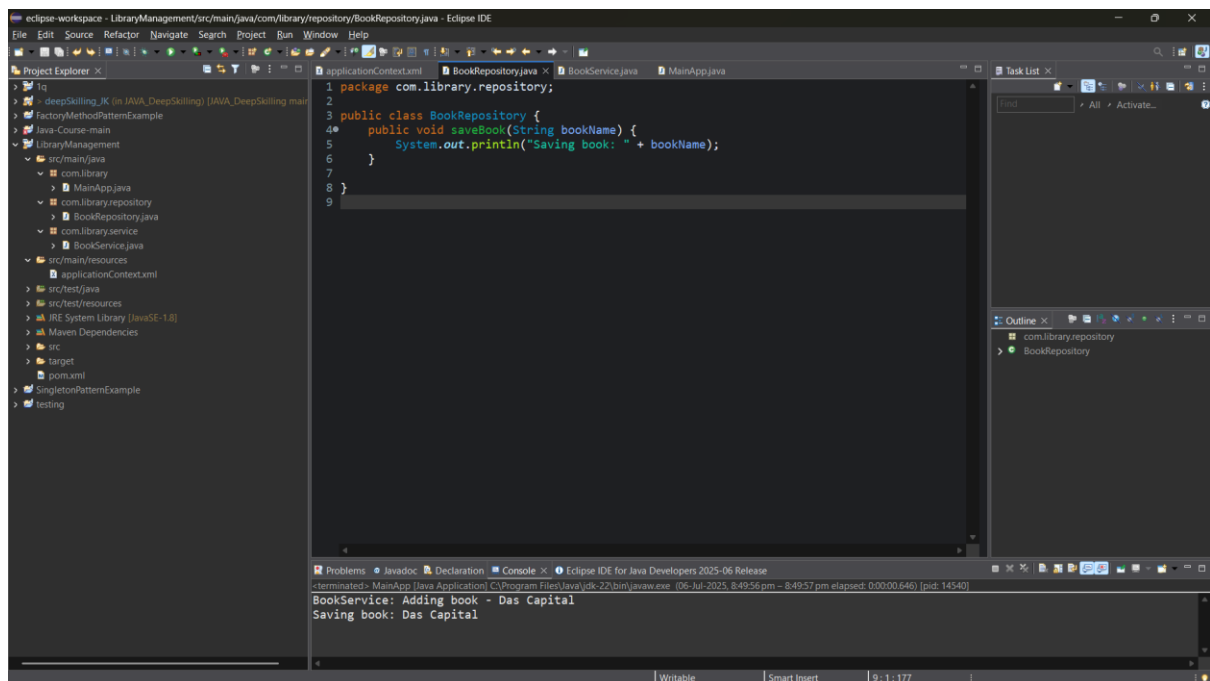 eclipse-workspace - LibraryManagement/src/main/java/com/library/repository/BookRepository.java - Eclipse IDE
File Edit Source Refactor Navigate Search Project Run Window Help
Project Explorer
1q
> deepSkilling_JK (in JAVA_DeepSkilling) [JAVA_DeepSkilling main
FactoryMethodPatternExample
Java-Course-main
LibraryManagement
src/main/java
com.library
MainApp.java
com.library.repository
BookRepository.java
com.library.service
BookService.java
src/main/resources
applicationContext.xml
src/test/java
src/test/resources
JRE System Library [JavaSE-1.8]
Maven Dependencies
src
target
pom.xml
SingletonPatternExample
testing
applicationContext.xml BookRepository.java BookService.java MainApp.java
1 package com.library.repository;
2
3 public class BookRepository {
4 public void saveBook(String bookName) {
5 System.out.println("Saving book: " + bookName);
6 }
7
8 }
9
Task List
Find All Activate...
Outline
com.library.repository
BookRepository
Problems Javadoc Declaration Console Eclipse IDE for Java Developers 2025-06 Release
<terminated> MainApp [Java Application] C:\Program Files\Java\jdk-22\bin\javaw.exe (06-Jul-2025, 8:49:56 pm – 8:49:57 pm elapsed: 0:00:00.646) [pid: 14540]
BookService: Adding book - Das Capital
Saving book: Das Capital
Writable Smart Insert 9 : 1 : 177